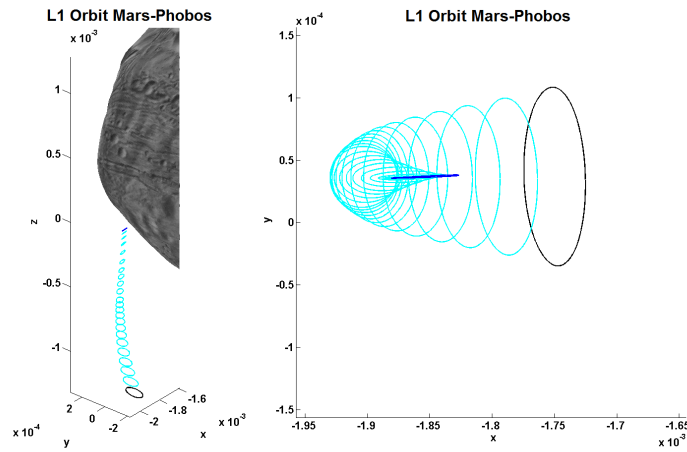 L1 Orbit Mars-Phobos
x 10⁻³
1
0.5
0
-0.5
-1
z
2
0
-2
x 10⁻⁴
y
-2
-1.8
-1.6
x
x 10⁻³
L1 Orbit Mars-Phobos
x 10⁻⁴
1.5
1
0.5
0
-0.5
-1
-1.5
y
-1.95
-1.9
-1.85
-1.8
-1.75
-1.7
-1.65
x
x 10⁻³